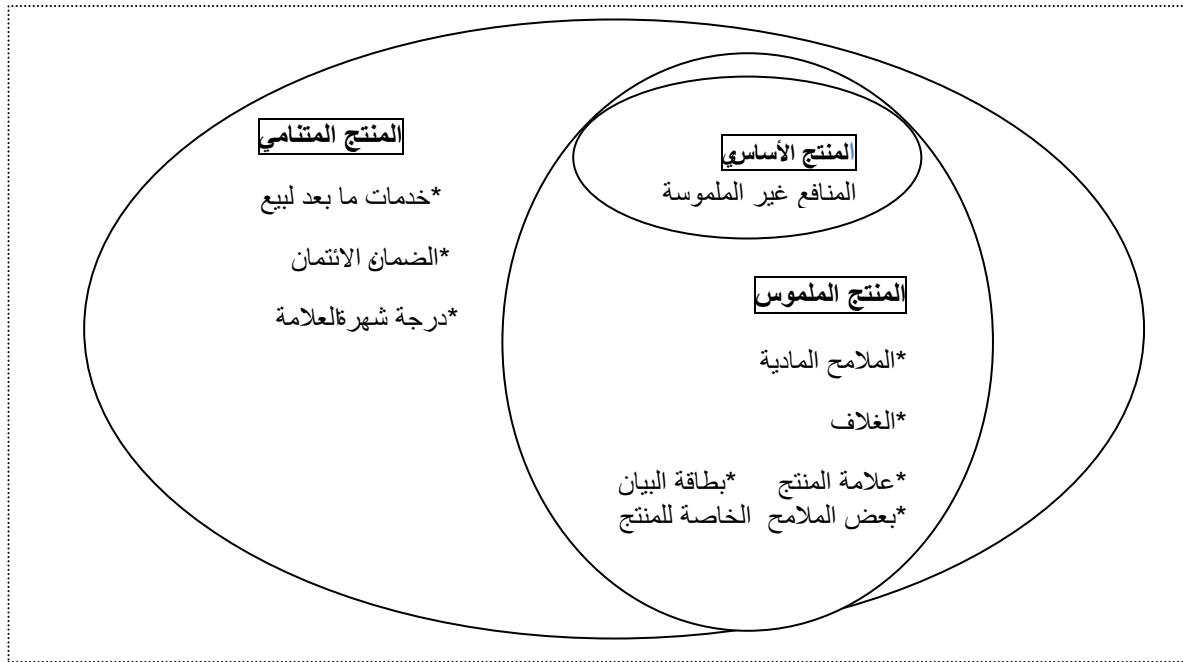 المنتج المتنامي
*خدمات ما بعد لبيع
*الضمان، الائتمان
*درجة شهرةالعلامة
المنتج الأساسي
المنافع غير الملموسة
المنتج الملموس
*الملامح المادية
*الغلاف
*علامة المنتج *بطاقة البيان
*بعض الملامح الخاصة للمنتج